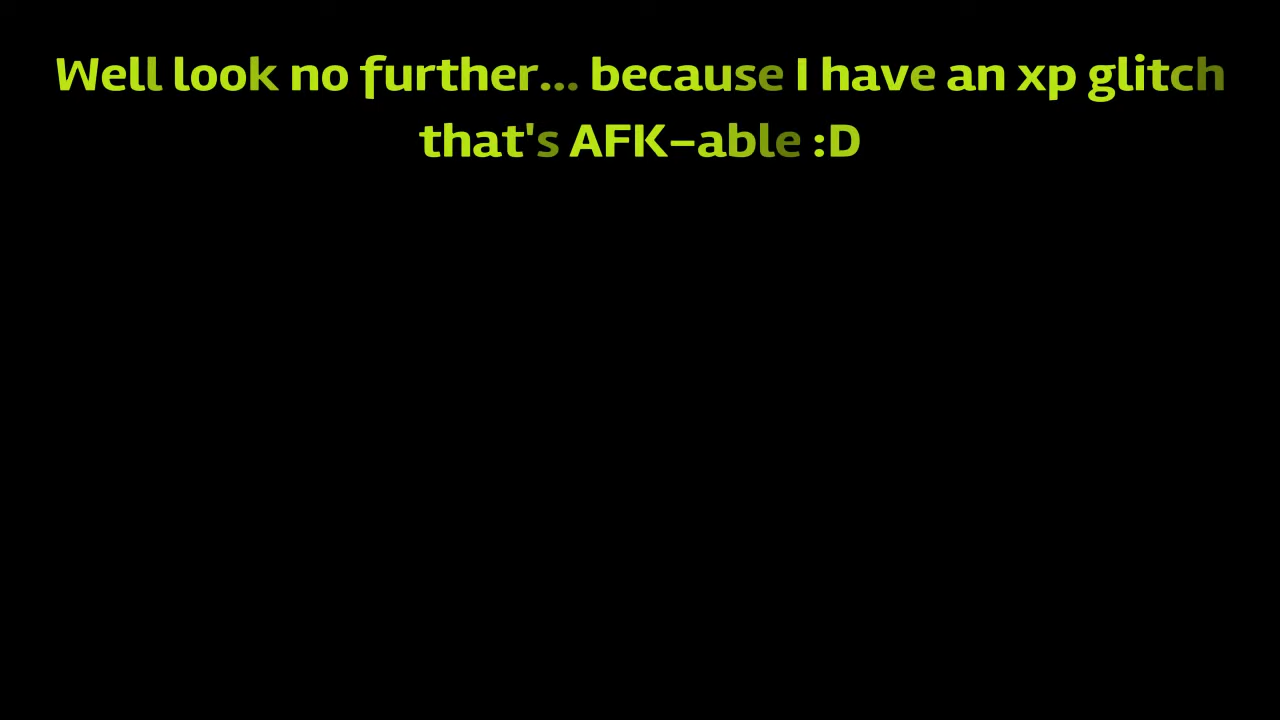 Well look no further... because I have an xp glitch
that's AFK-able :D